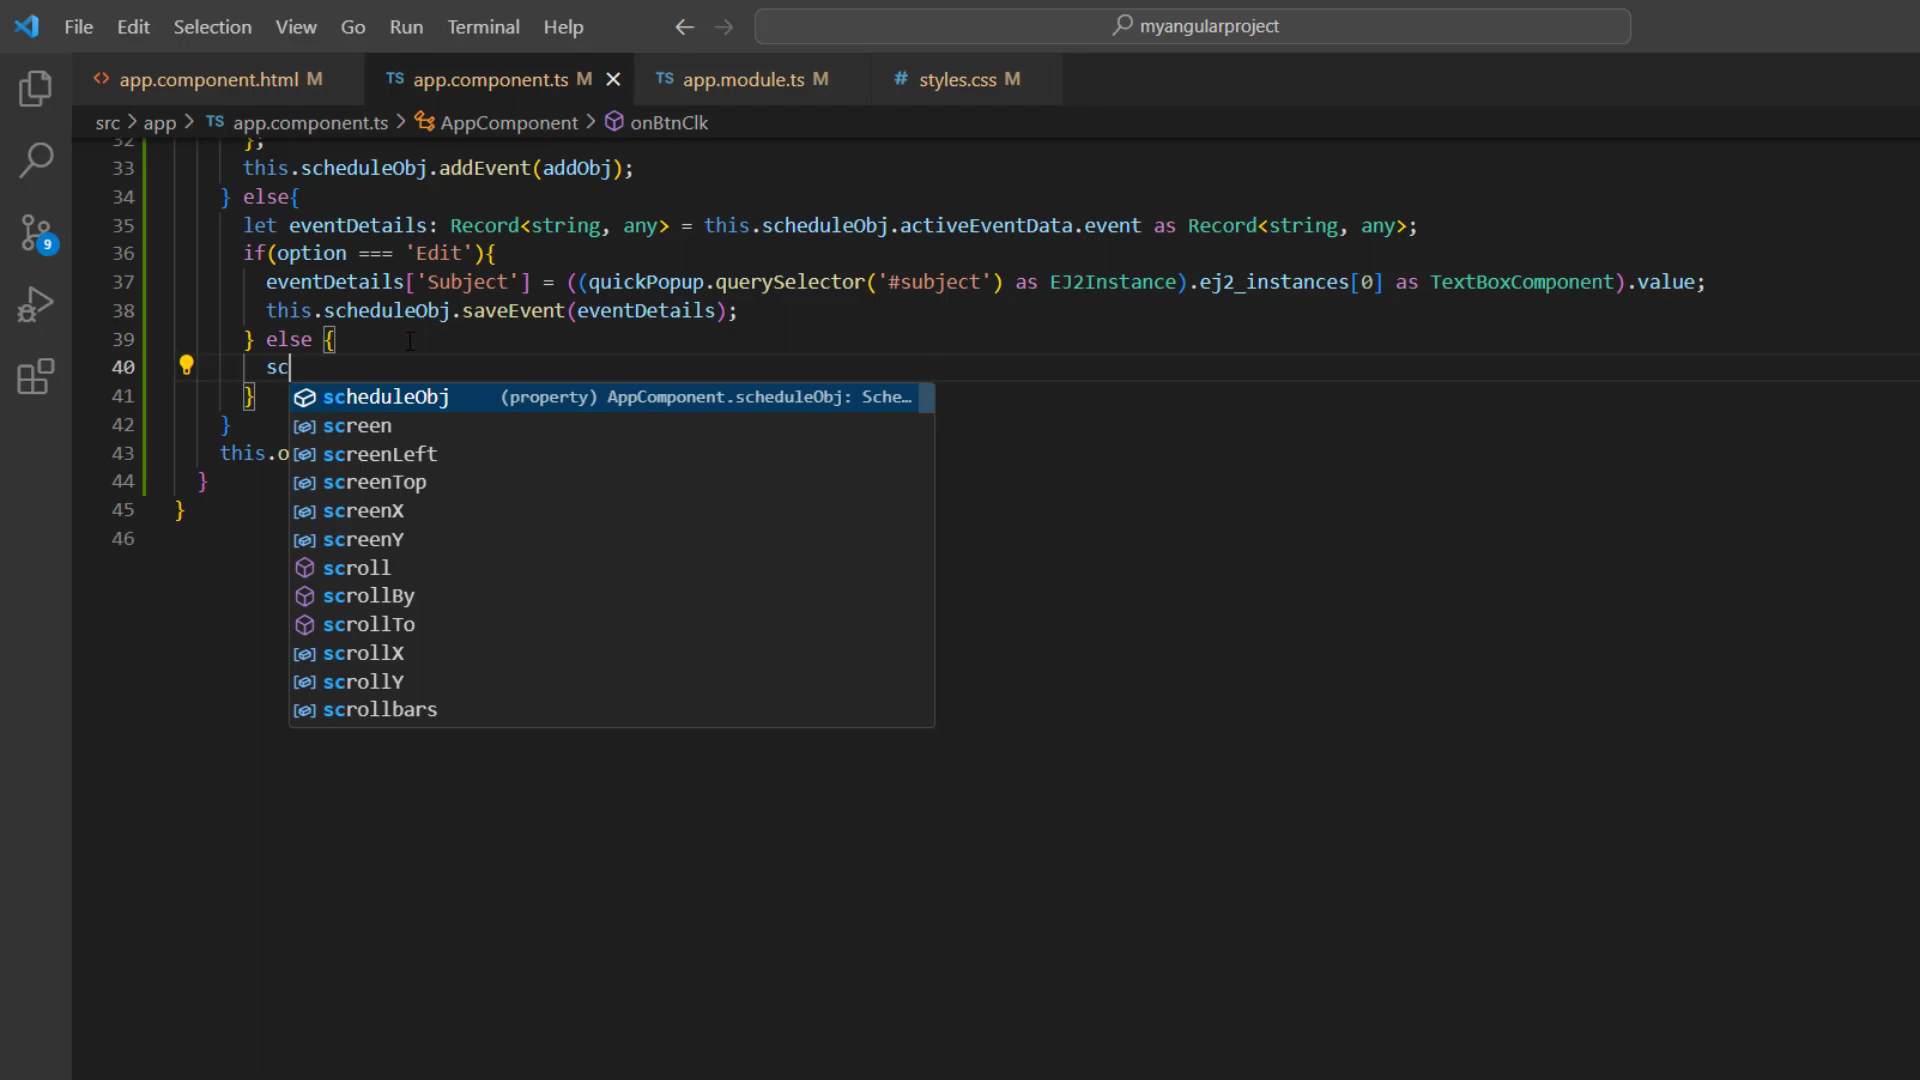 File Edit Selection View Go Run Terminal Help myangularproject
app.component.html M TS app.component.ts M TS app.module.ts M # styles.css M
src > app > TS app.component.ts > AppComponent > onBtnClk
32 };
33 this.scheduleObj.addEvent(addObj);
34 } else{
35 let eventDetails: Record<string, any> = this.scheduleObj.activeEventData.event as Record<string, any>;
36 if(option === 'Edit'){
37 eventDetails['Subject'] = ((quickPopup.querySelector('#subject') as EJ2Instance).ej2_instances[0] as TextBoxComponent).value;
38 this.scheduleObj.saveEvent(eventDetails);
39 } else {
40 sc
41 } scheduleObj (property) AppComponent.scheduleObj: Sche…
42 } screen
43 this.o screenLeft
44 } screenTop
45 } screenX
46 screenY
scroll
scrollBy
scrollTo
scrollX
scrollY
scrollbars
9